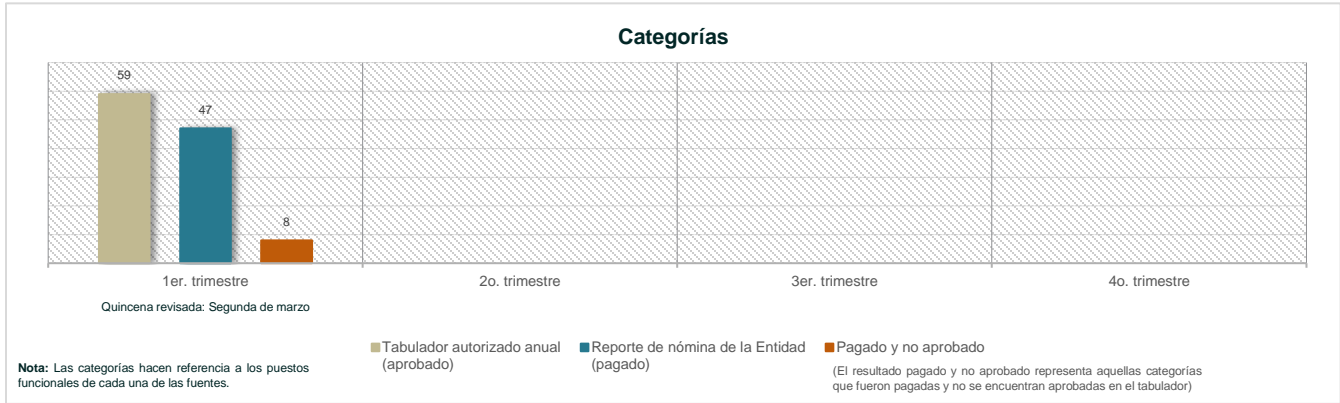 Categorías
59
47
8
1er. trimestre
2o. trimestre
3er. trimestre
4o. trimestre
Quincena revisada: Segunda de marzo
Tabulador autorizado anual
(aprobado)
Reporte de nómina de la Entidad
(pagado)
Pagado y no aprobado
(El resultado pagado y no aprobado representa aquellas categorías
que fueron pagadas y no se encuentran aprobadas en el tabulador)
Nota: Las categorías hacen referencia a los puestos
funcionales de cada una de las fuentes.